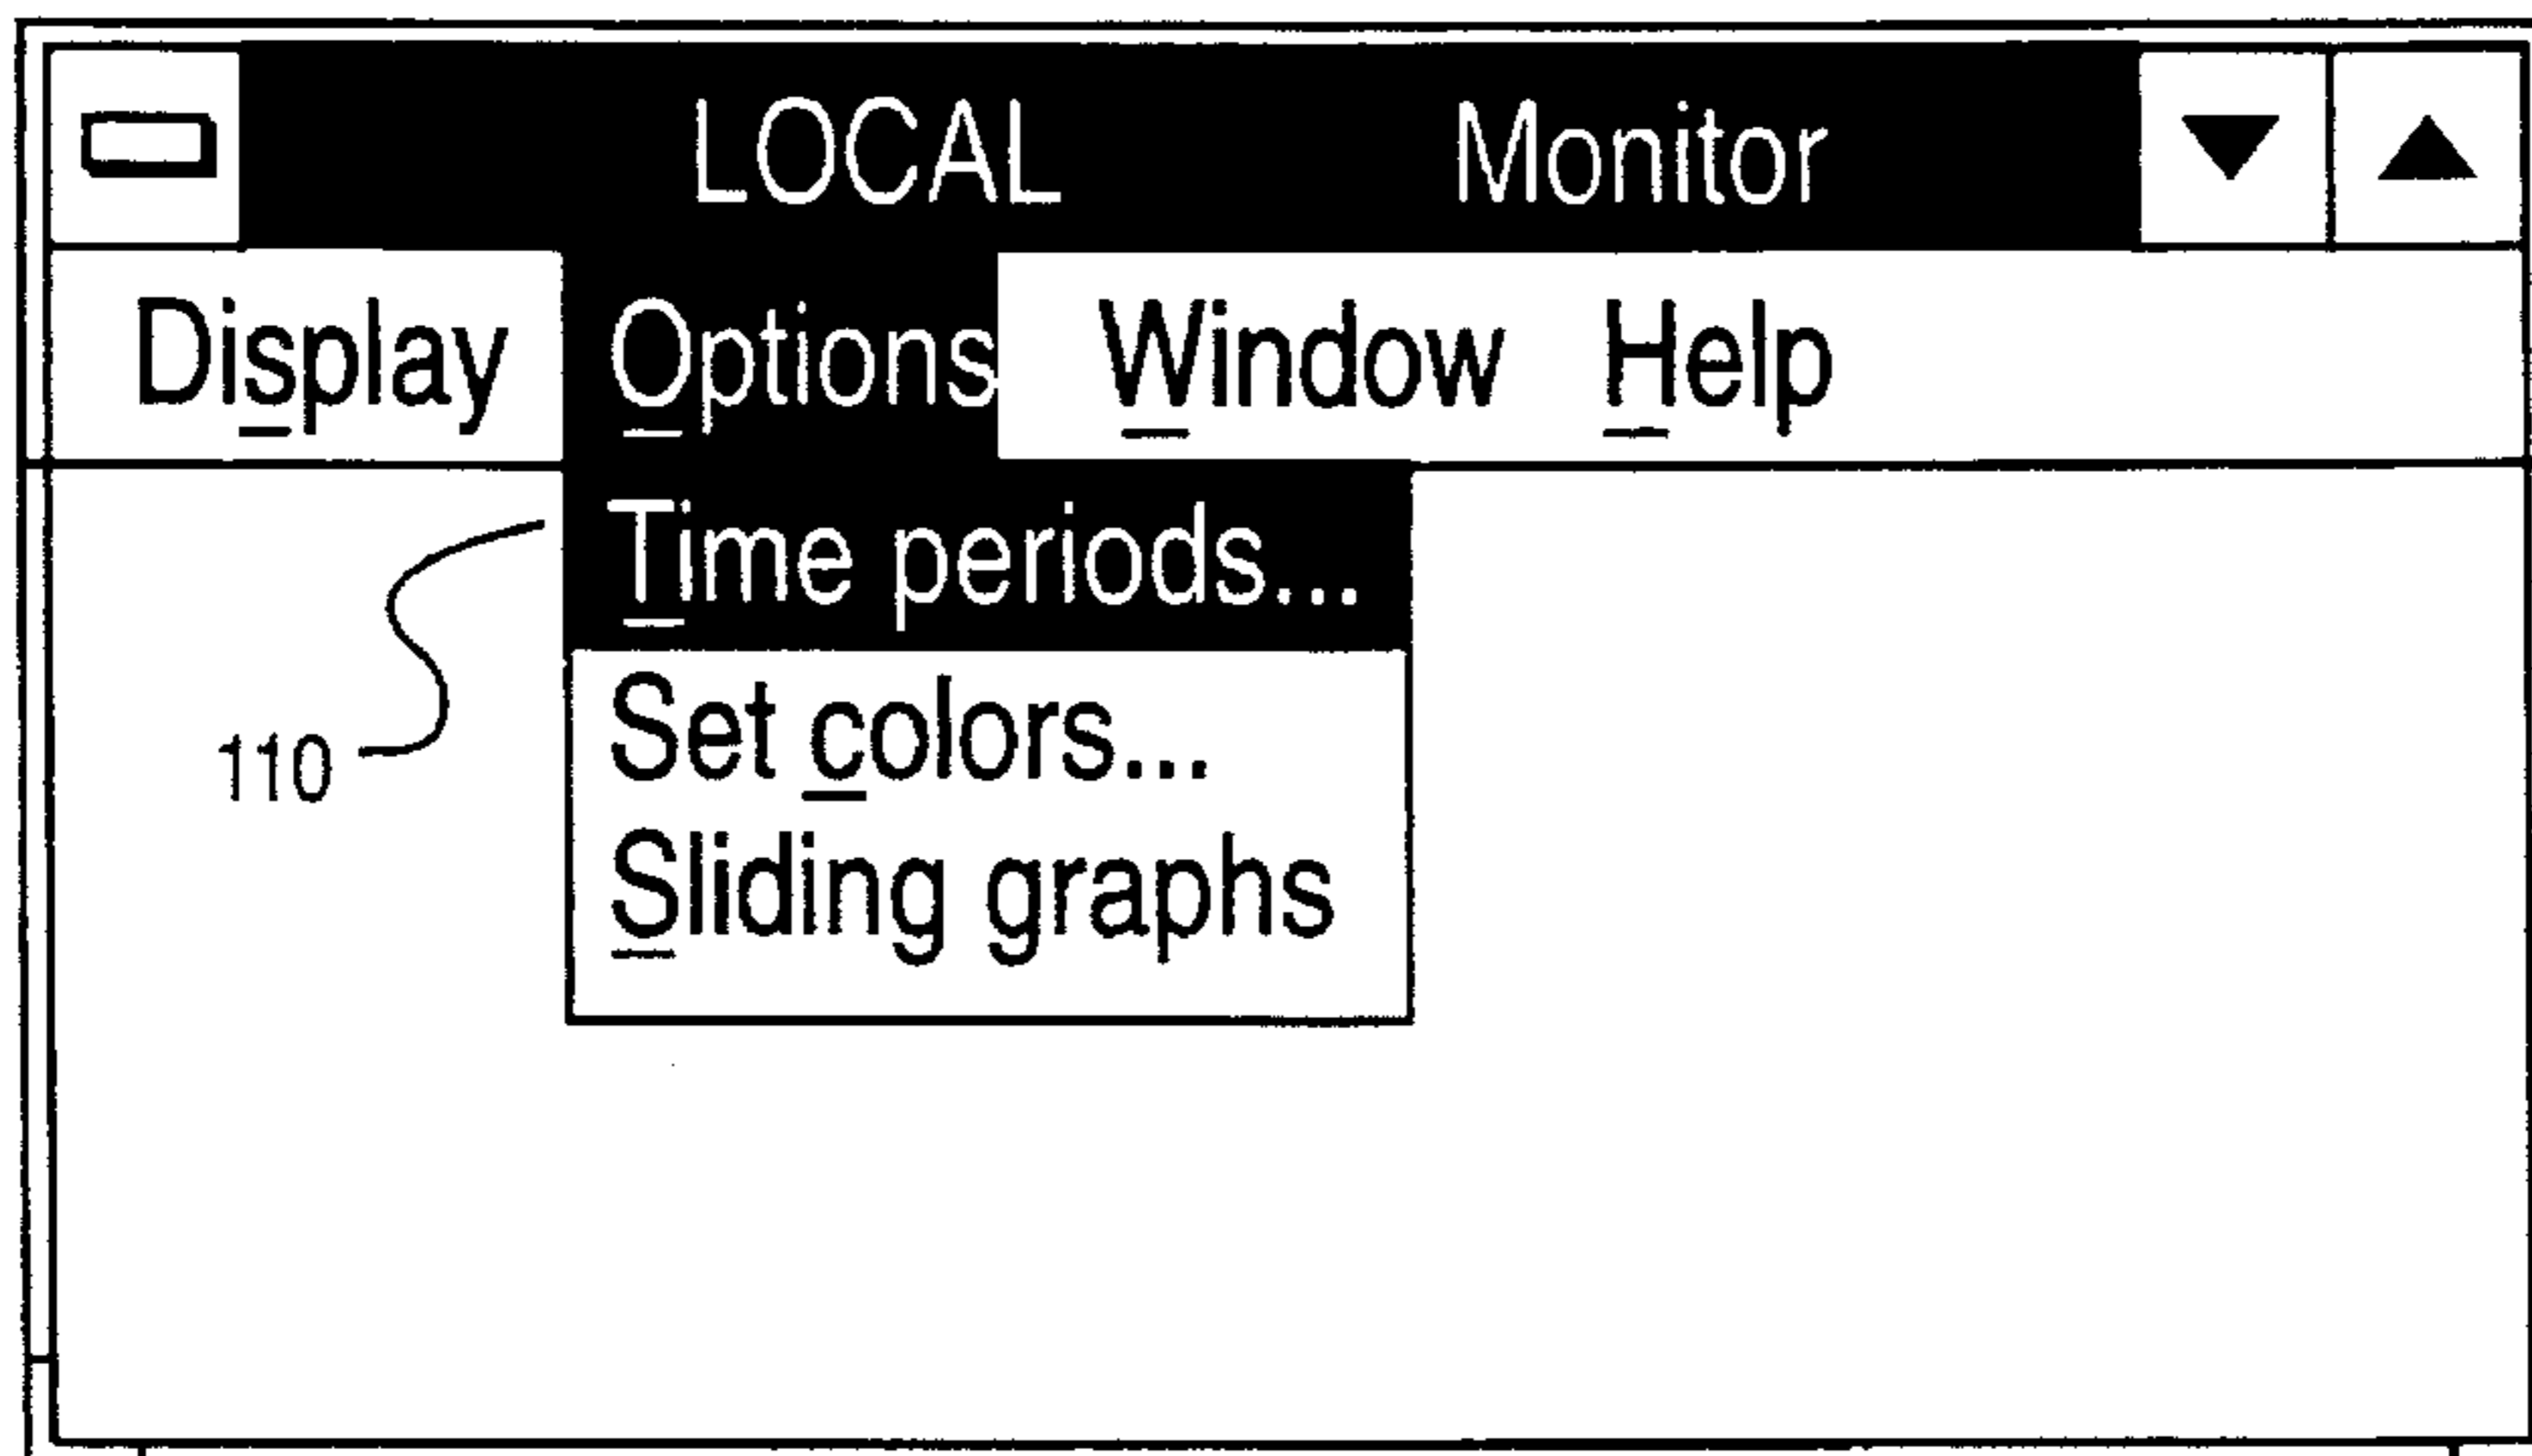 LOCAL Monitor
Display Options Window Help
Time periods...
Set colors...
110
Sliding graphs